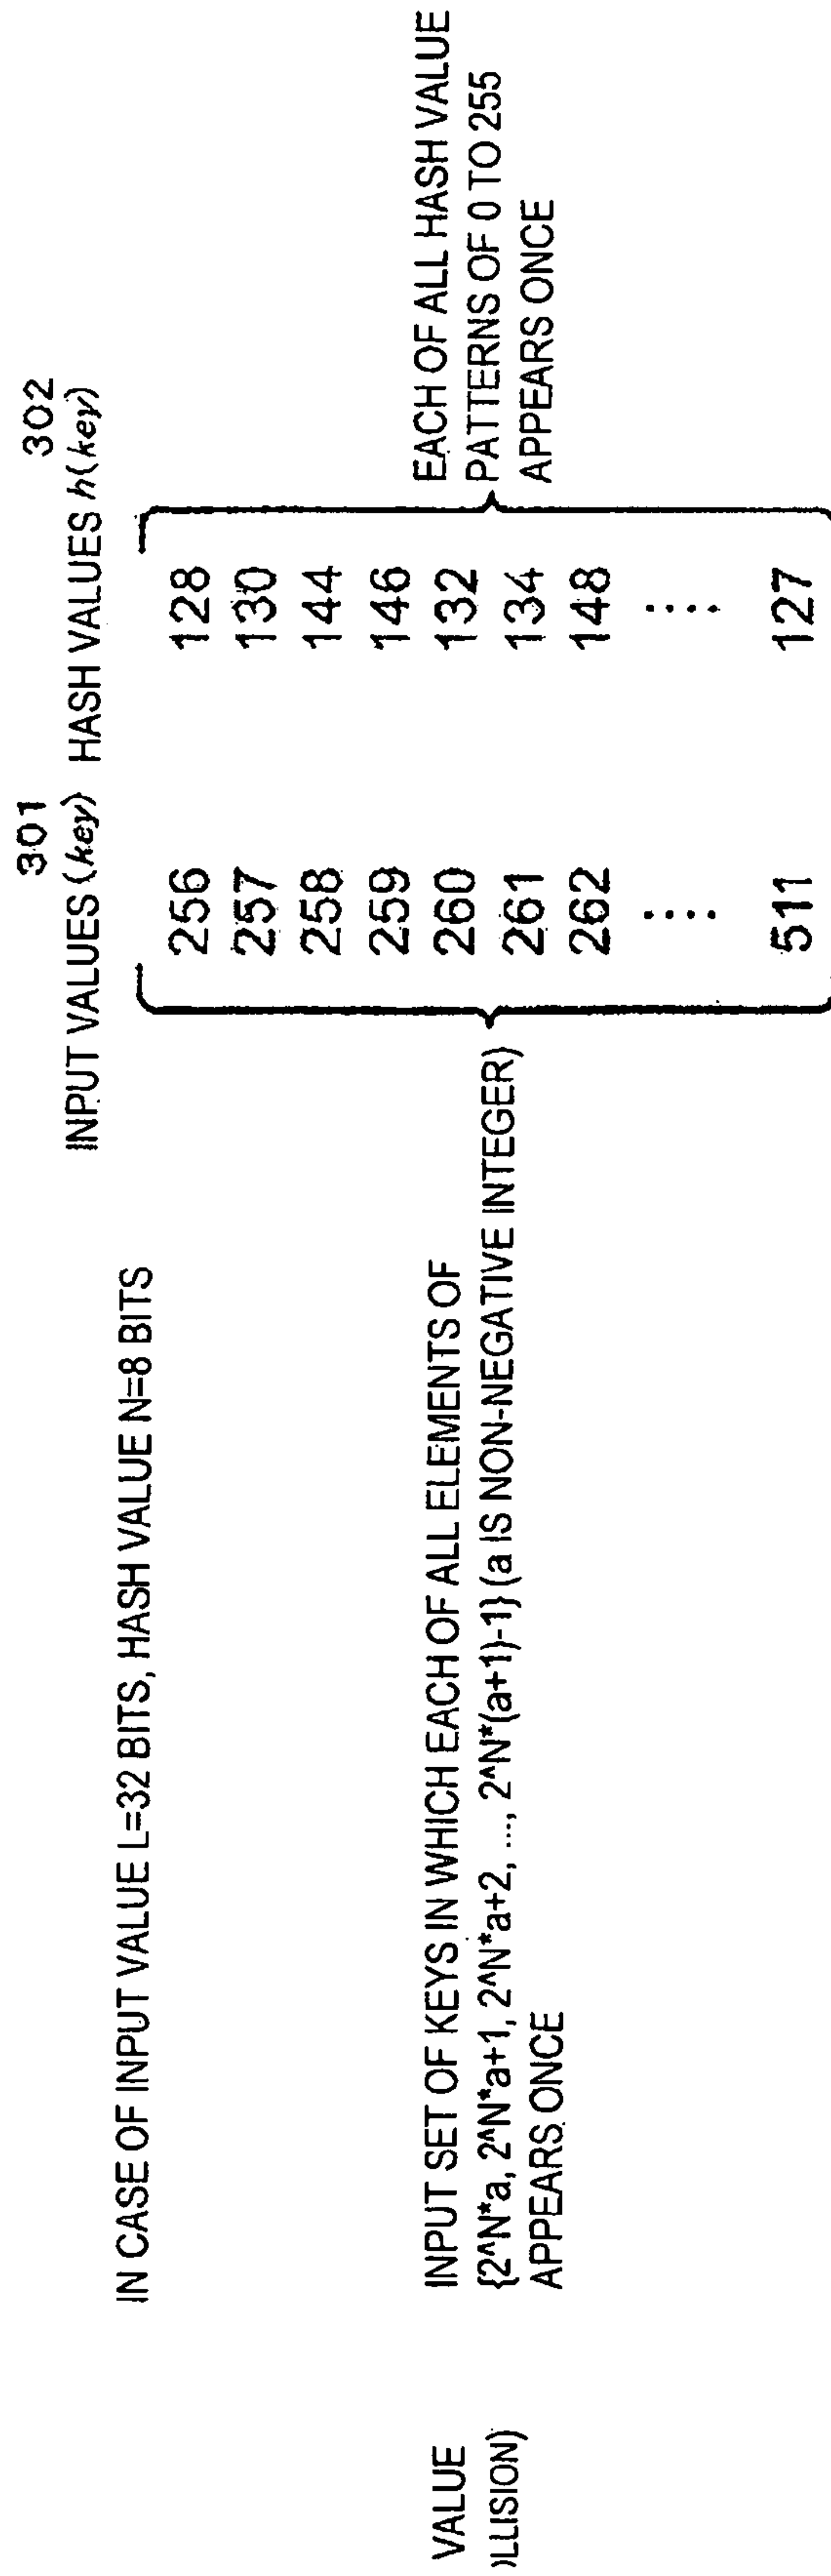 301
302
INPUT VALUES (key) HASH VALUES h(key)
IN CASE OF INPUT VALUE L=32 BITS, HASH VALUE N=8 BITS
256 128
257 130
258 144
259 146
260 132
261 134
262 148
⋮ ⋮
511 127
VALUE
LLISION)
INPUT SET OF KEYS IN WHICH EACH OF ALL ELEMENTS OF
{2^N*a, 2^N*a+1, 2^N*a+2, ..., 2^N*(a+1)-1} (a IS NON-NEGATIVE INTEGER)
APPEARS ONCE
EACH OF ALL HASH VALUE
PATTERNS OF 0 TO 255
APPEARS ONCE